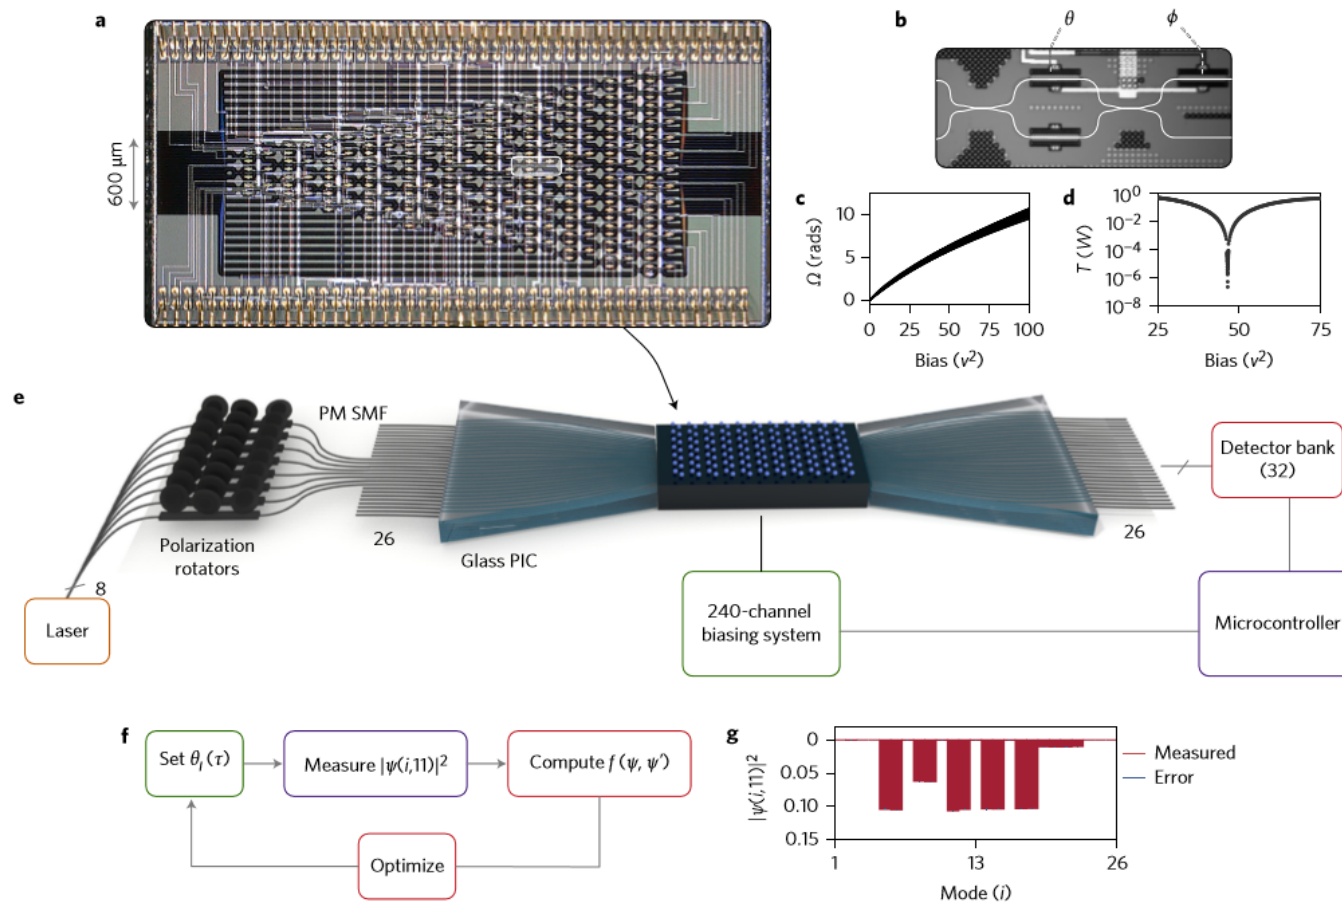 a
600 μm
b
θ
ϕ
c
Ω (rads)
10
5
0
0 25 50 75 100
Bias (v²)
d
T (W)
10⁰
10⁻²
10⁻⁴
10⁻⁶
10⁻⁸
25 50 75
Bias (v²)
e
PM SMF
Polarization
rotators
8
Laser
26
Glass PIC
240-channel
biasing system
26
Detector bank
(32)
Microcontroller
f
Set θᵢ(τ)
Measure |ψ(i,11)|²
Compute f(ψ, ψ′)
Optimize
g
|ψ(i,11)|²
0
0.05
0.10
0.15
1 13 26
Mode (i)
Measured
Error